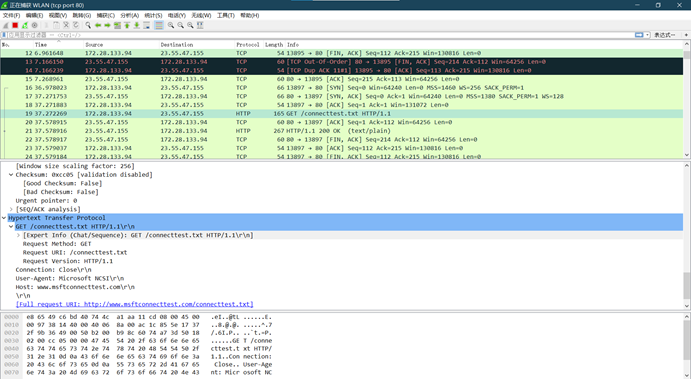 正在捕获 WLAN (tcp port 80)
文件(F) 编辑(E) 视图(V) 跳转(G) 捕获(C) 分析(A) 统计(S) 电话(Y) 无线(W) 工具(T) 帮助(H)
表达式…
No. Time Source Destination Protocol Length Info
12 6.961648 172.28.133.94 23.55.47.155 TCP 54 13895 → 80 [FIN, ACK] Seq=112 Ack=215 Win=130816 Len=0
13 7.166150 23.55.47.155 172.28.133.94 TCP 60 [TCP Out-Of-Order] 80 → 13895 [FIN, ACK] Seq=214 Ack=112 Win=64256 Len=0
14 7.166239 172.28.133.94 23.55.47.155 TCP 54 [TCP Dup ACK 11#1] 13895 → 80 [ACK] Seq=113 Ack=215 Win=130816 Len=0
15 7.268961 23.55.47.155 172.28.133.94 TCP 60 80 → 13895 [ACK] Seq=215 Ack=113 Win=64256 Len=0
16 36.978023 172.28.133.94 23.55.47.155 TCP 66 13897 → 80 [SYN] Seq=0 Win=64240 Len=0 MSS=1460 WS=256 SACK_PERM=1
17 37.271753 23.55.47.155 172.28.133.94 TCP 66 80 → 13897 [SYN, ACK] Seq=0 Ack=1 Win=64240 Len=0 MSS=1380 SACK_PERM=1 WS=128
18 37.271883 172.28.133.94 23.55.47.155 TCP 54 13897 → 80 [ACK] Seq=1 Ack=1 Win=131072 Len=0
19 37.272269 172.28.133.94 23.55.47.155 HTTP 165 GET /connecttest.txt HTTP/1.1
20 37.578915 23.55.47.155 172.28.133.94 TCP 60 80 → 13897 [ACK] Seq=1 Ack=112 Win=64256 Len=0
21 37.578916 23.55.47.155 172.28.133.94 HTTP 267 HTTP/1.1 200 OK (text/plain)
22 37.578917 23.55.47.155 172.28.133.94 TCP 60 80 → 13897 [FIN, ACK] Seq=214 Ack=112 Win=64256 Len=0
23 37.579037 172.28.133.94 23.55.47.155 TCP 54 13897 → 80 [ACK] Seq=112 Ack=215 Win=130816 Len=0
24 37.579184 172.28.133.94 23.55.47.155 TCP 54 13897 → 80 [FIN, ACK] Seq=112 Ack=215 Win=130816 Len=0
[Window size scaling factor: 256]
Checksum: 0xcc05 [validation disabled]
[Good Checksum: False]
[Bad Checksum: False]
Urgent pointer: 0
[SEQ/ACK analysis]
Hypertext Transfer Protocol
GET /connecttest.txt HTTP/1.1\r\n
[Expert Info (Chat/Sequence): GET /connecttest.txt HTTP/1.1\r\n]
Request Method: GET
Request URI: /connecttest.txt
Request Version: HTTP/1.1
Connection: Close\r\n
User-Agent: Microsoft NCSI\r\n
Host: www.msftconnecttest.com\r\n
\r\n
[Full request URI: http://www.msftconnecttest.com/connecttest.txt]
0000 e8 65 49 c6 bd 40 74 4c a1 aa 11 cd 08 00 45 00 .eI..@tL ......E.
0010 00 97 38 14 40 00 40 06 8a 00 ac 1c 85 5e 17 37 ..8.@.@. .....^.7
0020 2f 9b 36 49 00 50 b2 00 b9 8c 60 74 a7 3d 50 18 /.6I.P.. ..`t.=P.
0030 02 00 cc 05 00 00 47 45 54 20 2f 63 6f 6e 6e 65 ......GE T /conne
0040 63 74 74 65 73 74 2e 74 78 74 20 48 54 54 50 2f cttest.t xt HTTP/
0050 31 2e 31 0d 0a 43 6f 6e 6e 65 63 74 69 6f 6e 3a 1.1..Con nection:
0060 20 43 6c 6f 73 65 0d 0a 55 73 65 72 2d 41 67 65 Close.. User-Age
0070 6e 74 3a 20 4d 69 63 72 6f 73 6f 66 74 20 4e 43 nt: Micr osoft NC